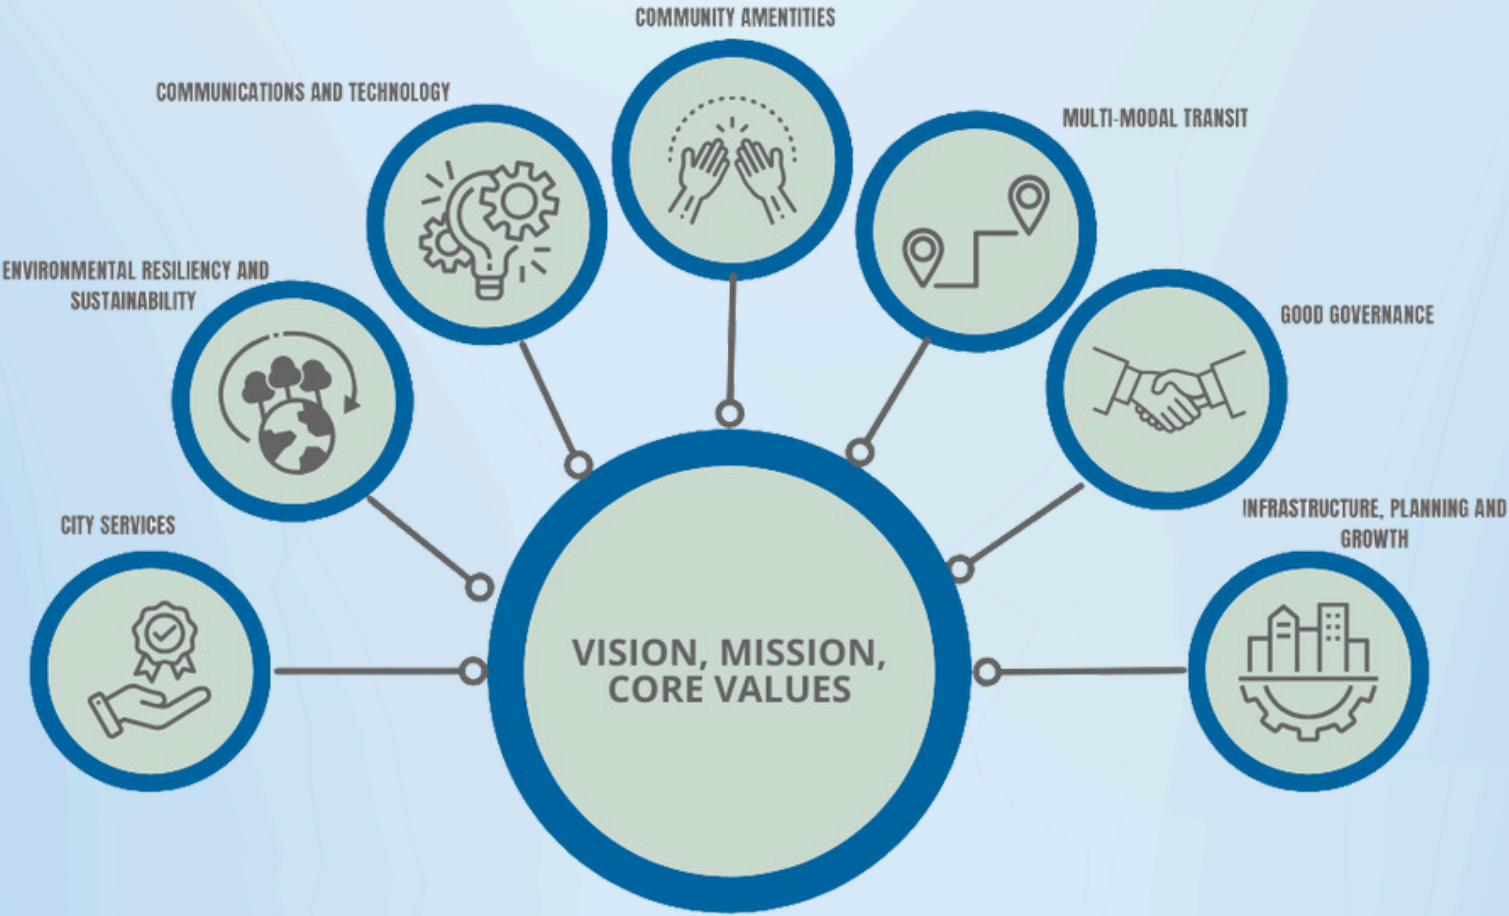 COMMUNITY AMENTITIES
COMMUNICATIONS AND TECHNOLOGY
MULTI-MODAL TRANSIT
ENVIRONMENTAL RESILIENCY AND
SUSTAINABILITY
GOOD GOVERNANCE
CITY SERVICES
INFRASTRUCTURE, PLANNING AND
GROWTH
VISION, MISSION,
CORE VALUES